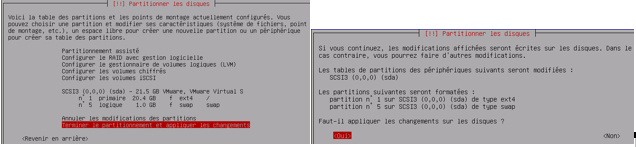 [!!] Partitionner les disques
Voici la table des partitions et les points de montage actuellement configurés. Vous
pouvez choisir une partition et modifier ses caractéristiques (système de fichiers, point
de montage, etc.), un espace libre pour créer une nouvelle partition ou un périphérique
pour créer sa table des partitions.
Partitionnement assisté
Configurer le RAID avec gestion logicielle
Configurer le gestionnaire de volumes logiques (LVM)
Configurer les volumes chiffrés
Configurer les volumes iSCSI
SCSI3 (0,0,0) (sda) - 21.5 GB VMware, VMware Virtual S
n° 1 primaire 20.4 GB f ext4 /
n° 5 logique 1.0 GB f swap swap
Annuler les modifications des partitions
Terminer le partitionnement et appliquer les changements
<Revenir en arrière>
[!!] Partitionner les disques
Si vous continuez, les modifications affichées seront écrites sur les disques. Dans le
cas contraire, vous pourrez faire d'autres modifications.
Les tables de partitions des périphériques suivants seront modifiées :
SCSI3 (0,0,0) (sda)
Les partitions suivantes seront formatées :
partition n° 1 sur SCSI3 (0,0,0) (sda) de type ext4
partition n° 5 sur SCSI3 (0,0,0) (sda) de type swap
Faut-il appliquer les changements sur les disques ?
<Oui> <Non>